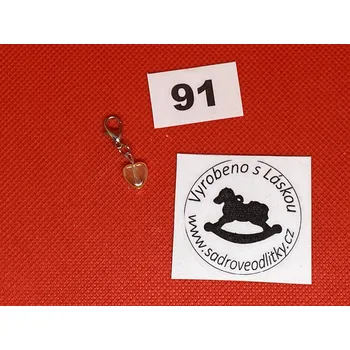 91
Vyrobeno s Láskou
www.sadroveodlitky.cz